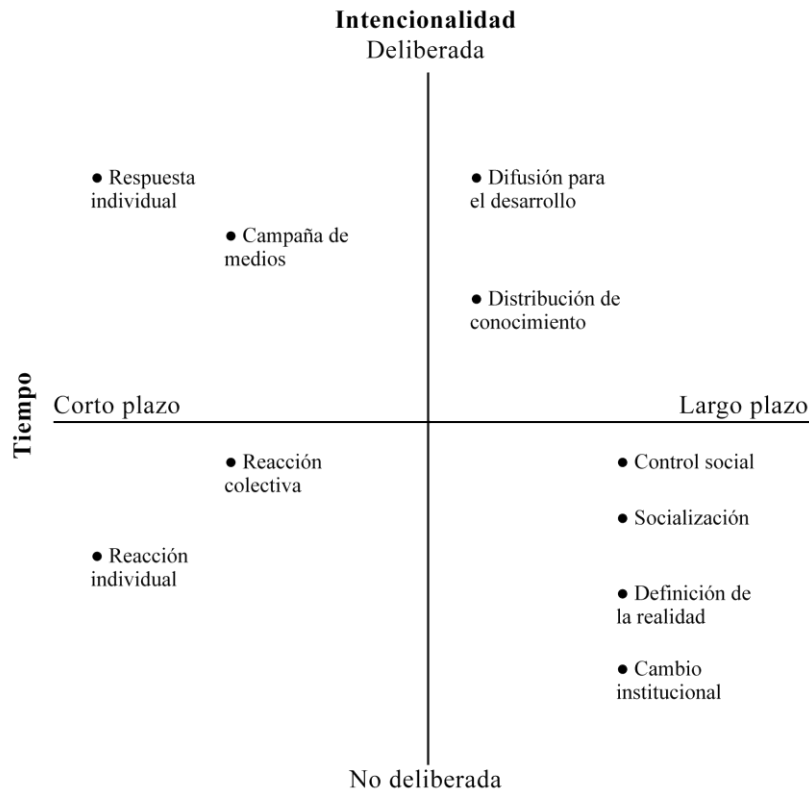 Intencionalidad
Deliberada
● Respuesta
individual
● Campaña de
medios
● Difusión para
el desarrollo
● Distribución de
conocimiento
Tiempo
Corto plazo
Largo plazo
● Reacción
colectiva
● Reacción
individual
● Control social
● Socialización
● Definición de
la realidad
● Cambio
institucional
No deliberada